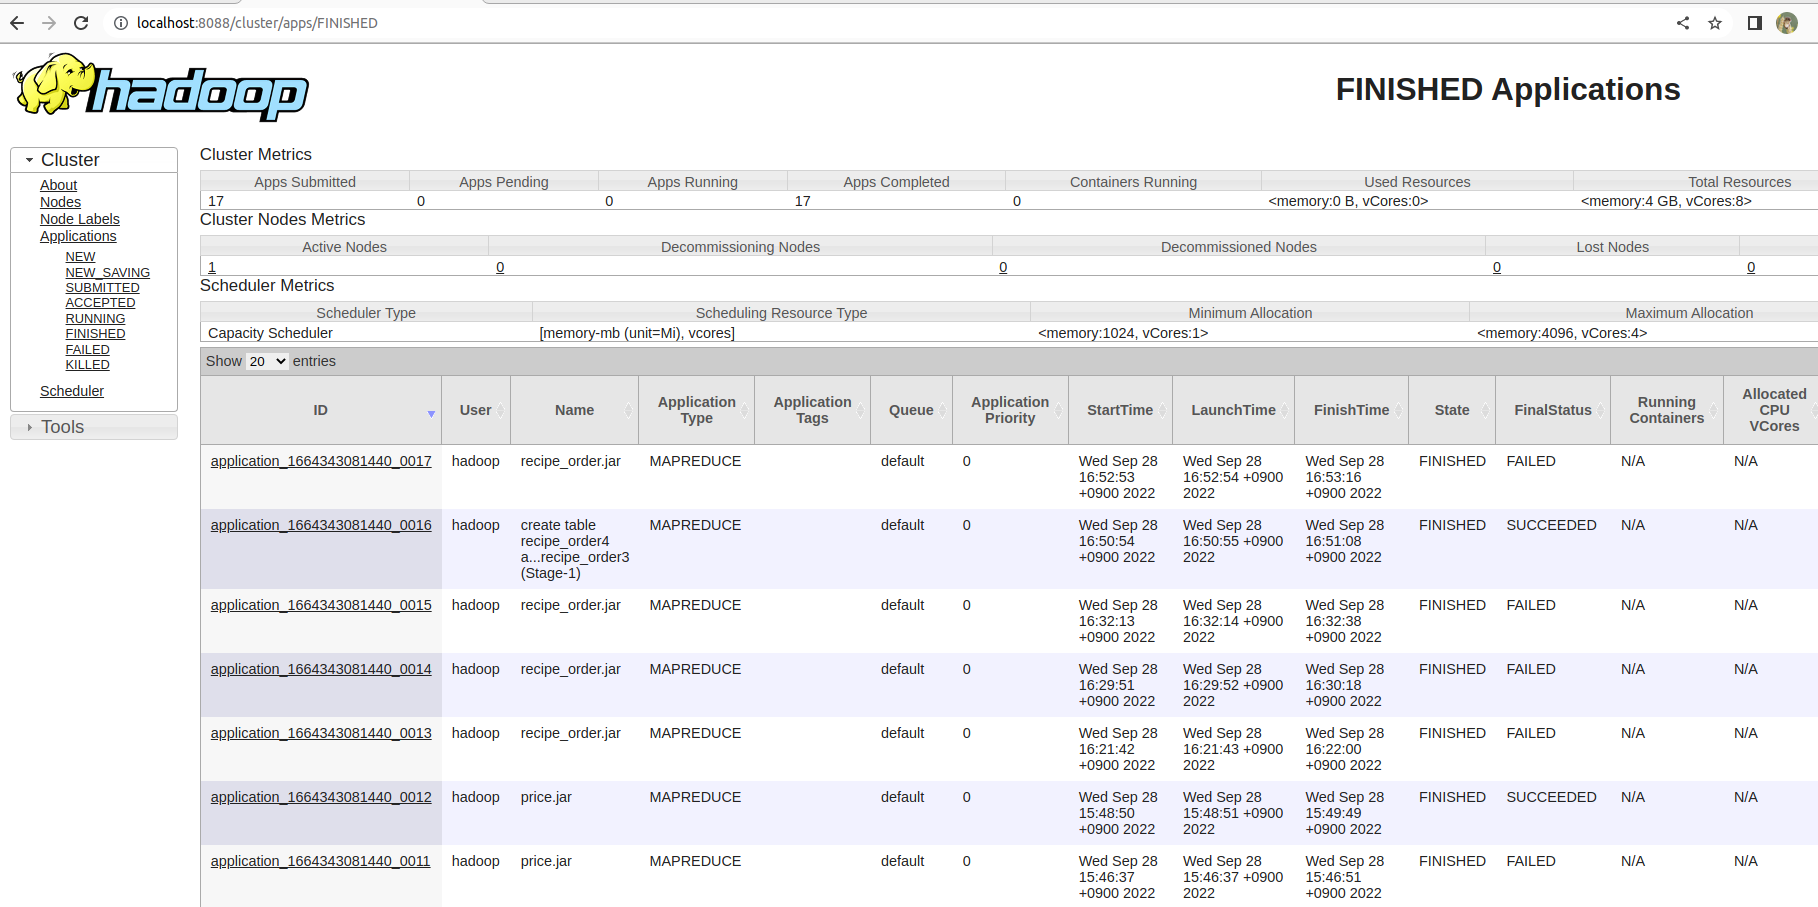 localhost:8088/cluster/apps/FINISHED
hadoop
FINISHED Applications
Cluster
About
Nodes
Node Labels
Applications
NEW
NEW_SAVING
SUBMITTED
ACCEPTED
RUNNING
FINISHED
FAILED
KILLED
Scheduler
Tools
Cluster Metrics
Apps Submitted Apps Pending Apps Running Apps Completed Containers Running Used Resources Total Resources
17 0 0 17 0 <memory:0 B, vCores:0> <memory:4 GB, vCores:8>
Cluster Nodes Metrics
Active Nodes Decommissioning Nodes Decommissioned Nodes Lost Nodes
1 0 0 0 0
Scheduler Metrics
Scheduler Type Scheduling Resource Type Minimum Allocation Maximum Allocation
Capacity Scheduler [memory-mb (unit=Mi), vcores] <memory:1024, vCores:1> <memory:4096, vCores:4>
Show 20 entries
ID User Name Application Type Application Tags Queue Application Priority StartTime LaunchTime FinishTime State FinalStatus Running Containers Allocated CPU VCores
application_1664343081440_0017 hadoop recipe_order.jar MAPREDUCE default 0 Wed Sep 28 Wed Sep 28 Wed Sep 28 FINISHED FAILED N/A N/A
16:52:53 16:52:54 +0900 16:53:16
+0900 2022 2022 +0900 2022
application_1664343081440_0016 hadoop create table MAPREDUCE default 0 Wed Sep 28 Wed Sep 28 Wed Sep 28 FINISHED SUCCEEDED N/A N/A
recipe_order4 16:50:54 16:50:55 +0900 16:51:08
a...recipe_order3 +0900 2022 2022 +0900 2022
(Stage-1)
application_1664343081440_0015 hadoop recipe_order.jar MAPREDUCE default 0 Wed Sep 28 Wed Sep 28 Wed Sep 28 FINISHED FAILED N/A N/A
16:32:13 16:32:14 +0900 16:32:38
+0900 2022 2022 +0900 2022
application_1664343081440_0014 hadoop recipe_order.jar MAPREDUCE default 0 Wed Sep 28 Wed Sep 28 Wed Sep 28 FINISHED FAILED N/A N/A
16:29:51 16:29:52 +0900 16:30:18
+0900 2022 2022 +0900 2022
application_1664343081440_0013 hadoop recipe_order.jar MAPREDUCE default 0 Wed Sep 28 Wed Sep 28 Wed Sep 28 FINISHED FAILED N/A N/A
16:21:42 16:21:43 +0900 16:22:00
+0900 2022 2022 +0900 2022
application_1664343081440_0012 hadoop price.jar MAPREDUCE default 0 Wed Sep 28 Wed Sep 28 Wed Sep 28 FINISHED SUCCEEDED N/A N/A
15:48:50 15:48:51 +0900 15:49:49
+0900 2022 2022 +0900 2022
application_1664343081440_0011 hadoop price.jar MAPREDUCE default 0 Wed Sep 28 Wed Sep 28 Wed Sep 28 FINISHED FAILED N/A N/A
15:46:37 15:46:37 +0900 15:46:51
+0900 2022 2022 +0900 2022